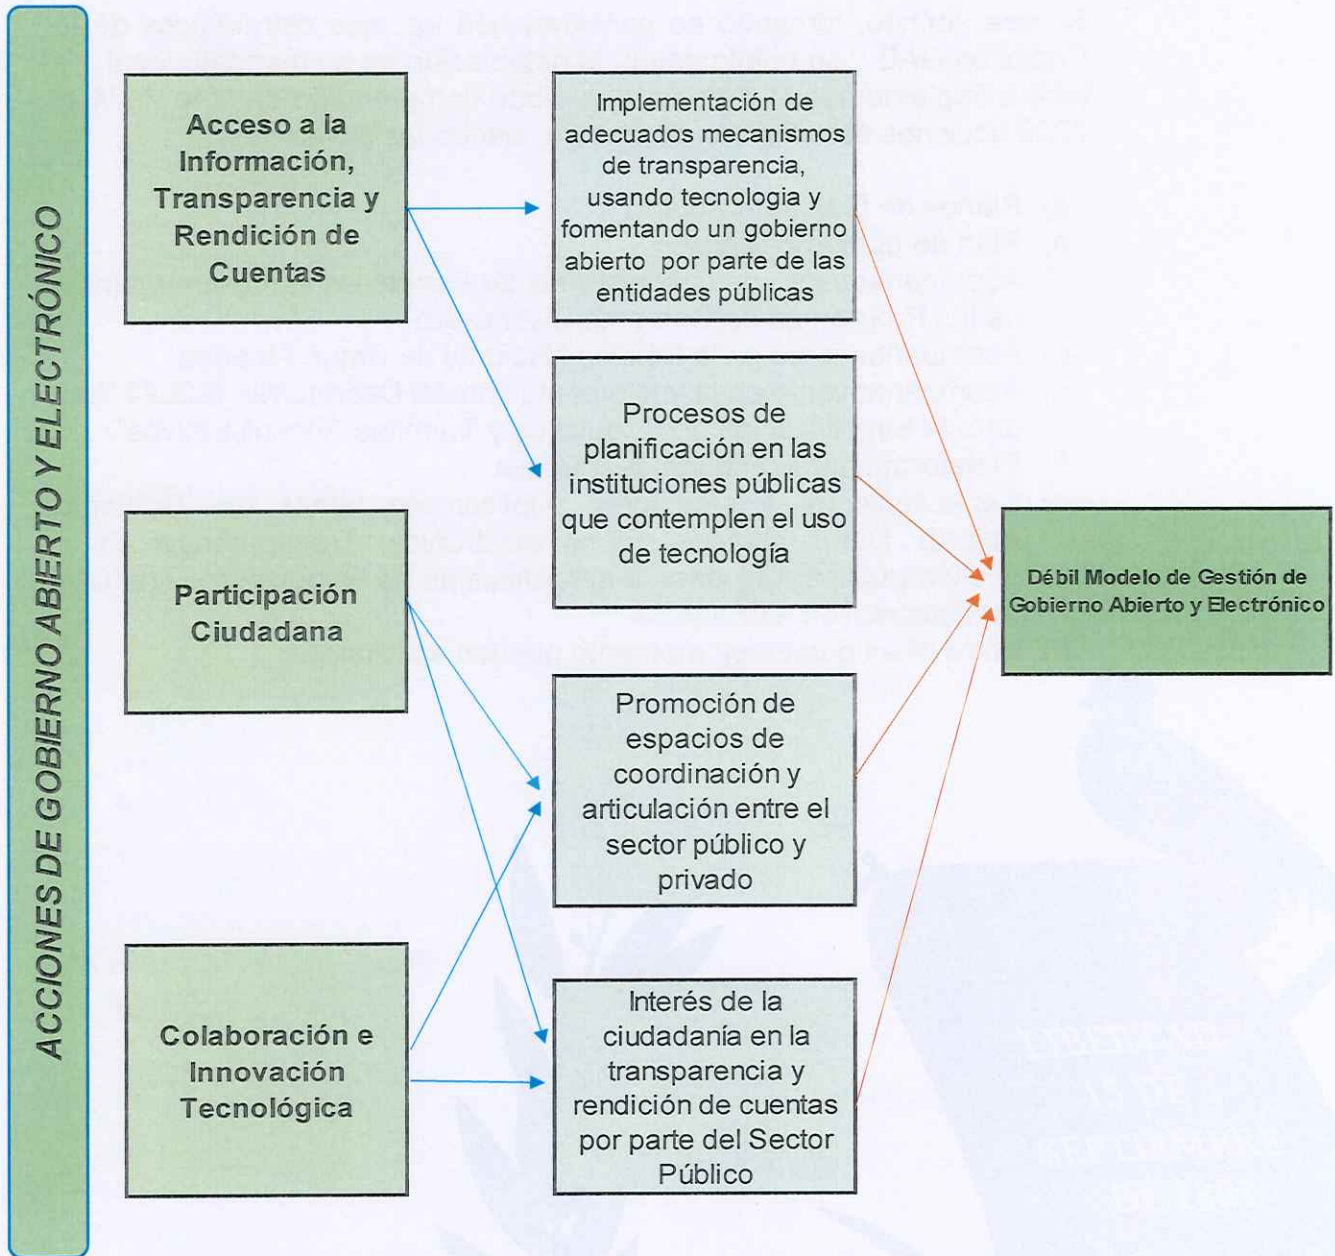 ACCIONES DE GOBIERNO ABIERTO Y ELECTRÓNICO
Acceso a la
Información,
Transparencia y
Rendición de
Cuentas
Participación
Ciudadana
Colaboración e
Innovación
Tecnológica
Implementación de
adecuados mecanismos
de transparencia,
usando tecnologia y
fomentando un gobierno
abierto por parte de las
entidades públicas
Procesos de
planificación en las
instituciones públicas
que contemplen el uso
de tecnología
Promoción de
espacios de
coordinación y
articulación entre el
sector público y
privado
Interés de la
ciudadanía en la
transparencia y
rendición de cuentas
por parte del Sector
Público
Débil Modelo de Gestión de
Gobierno Abierto y Electrónico